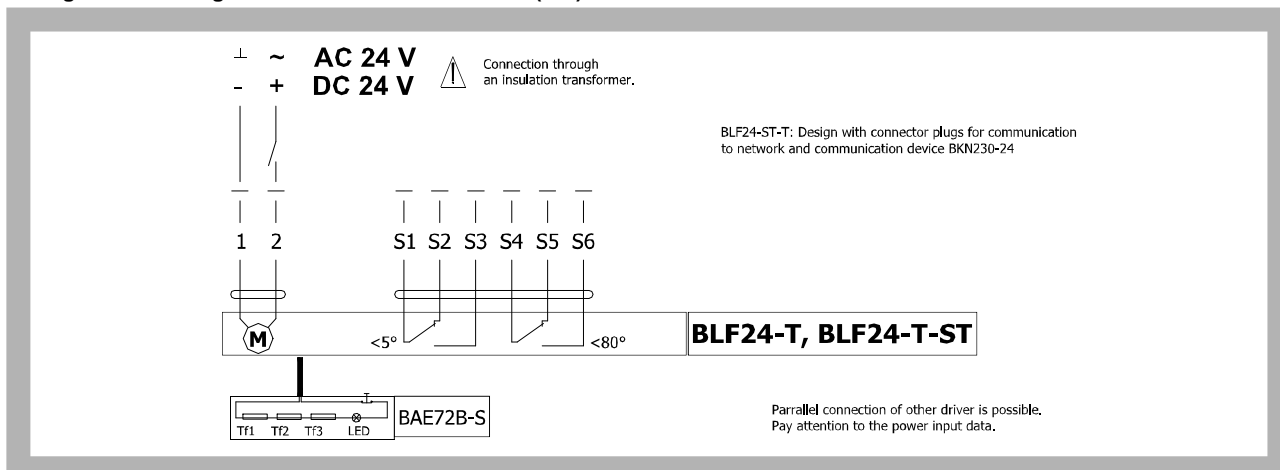 ⊥ ~ AC 24 V
- + DC 24 V
Connection through
an insulation transformer.
BLF24-ST-T: Design with connector plugs for communication
to network and communication device BKN230-24
1 2 S1 S2 S3 S4 S5 S6
M <5° <80° BLF24-T, BLF24-T-ST
Tf1 Tf2 Tf3 LED BAE72B-S
Parrallel connection of other driver is possible.
Pay attention to the power input data.